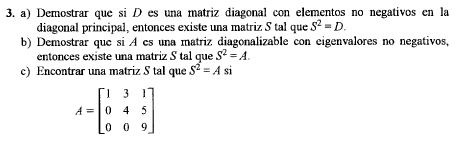 3. a) Demostrar que si D es una matriz diagonal con elementos no negativos en la
diagonal principal, entonces existe una matriz S tal que S² = D.
b) Demostrar que si A es una matriz diagonalizable con eigenvalores no negativos,
entonces existe una matriz S tal que S² = A.
c) Encontrar una matriz S tal que S² = A si
A = [1 3 1
0 4 5
0 0 9]